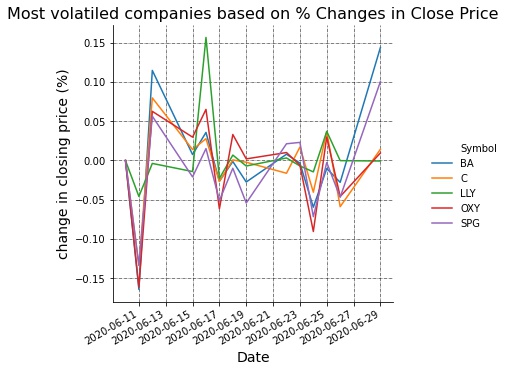 Most volatiled companies based on % Changes in Close Price
0.15
0.10
0.05
0.00
−0.05
−0.10
−0.15
change in closing price (%)
Symbol
BA
C
LLY
OXY
SPG
2020-06-11
2020-06-13
2020-06-15
2020-06-17
2020-06-19
2020-06-21
2020-06-23
2020-06-25
2020-06-27
2020-06-29
Date